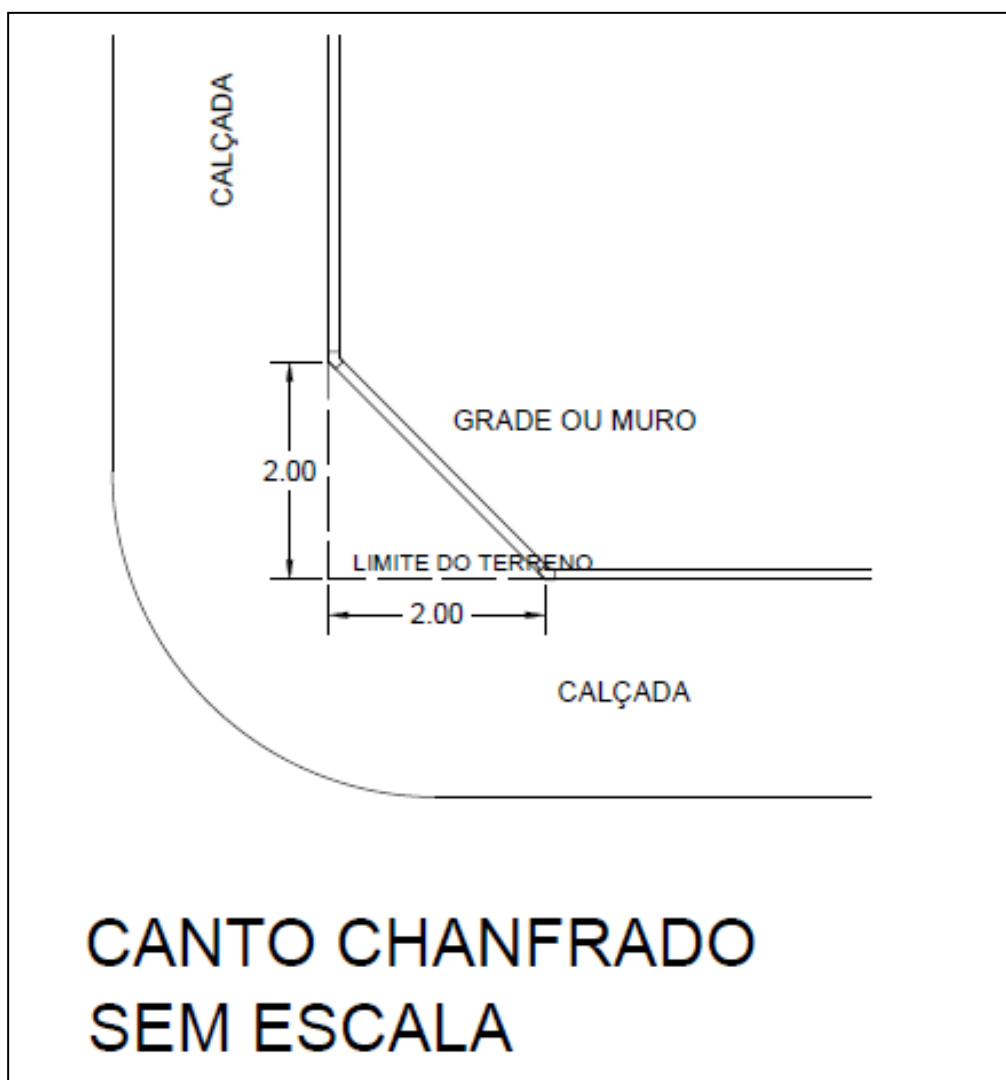 CALÇADA
GRADE OU MURO
2.00
LIMITE DO TERRENO
2.00
CALÇADA
CANTO CHANFRADO
SEM ESCALA